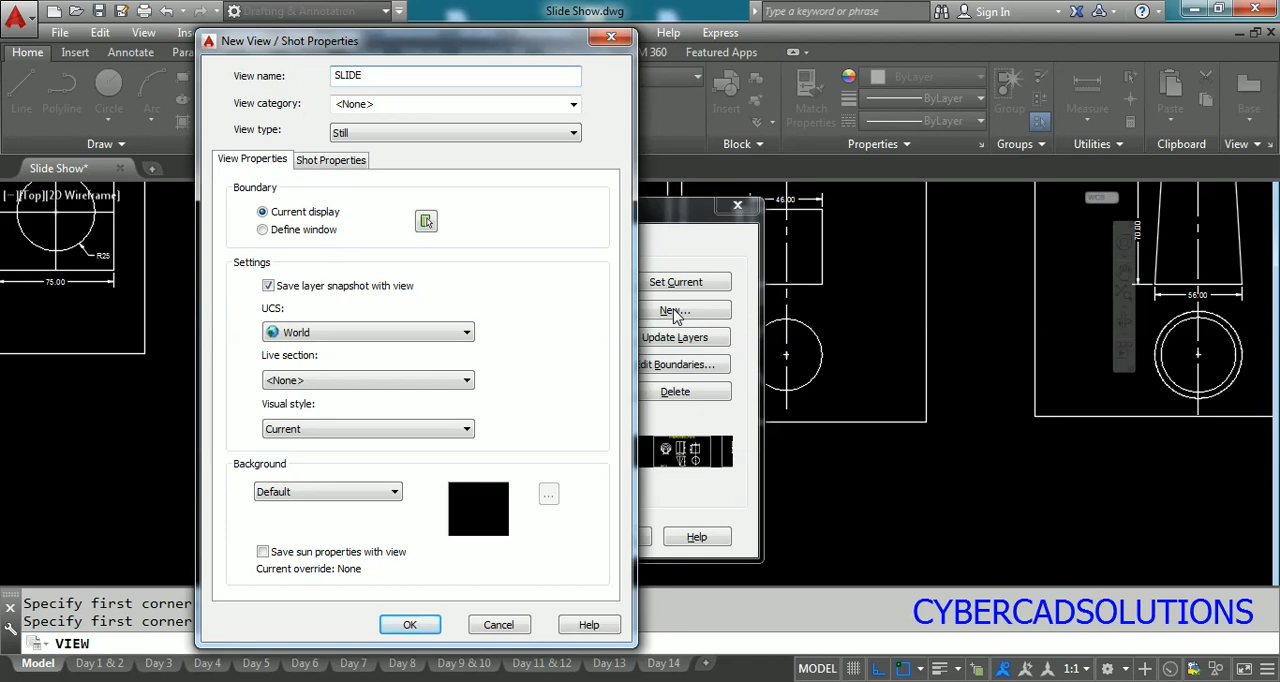 Drafting & Annotation
Slide Show.dwg
Type a keyword or phrase
Sign In
File
Edit
View
Help
Express
Home
Insert
Annotate
Featured Apps
Line
Polyline
Circle
Arc
Insert
Match
Properties
ByLayer
ByLayer
ByLayer
Group
Measure
Paste
Base
Draw
Block
Properties
Groups
Utilities
Clipboard
View
Slide Show*
[−][Top][2D Wireframe]
R25
75.00
46.00
70.00
56.00
WCS
New View / Shot Properties
View name:
SLIDE
View category:
<None>
View type:
Still
View Properties
Shot Properties
Boundary
Current display
Define window
Settings
Save layer snapshot with view
UCS:
World
Live section:
<None>
Visual style:
Current
Background
Default
...
Save sun properties with view
Current override: None
OK
Cancel
Help
Set Current
New...
Update Layers
Edit Boundaries...
Delete
Help
Specify first corner
Specify first corner
VIEW
CYBERCADSOLUTIONS
Model
Day 1 & 2
Day 3
Day 4
Day 5
Day 6
Day 7
Day 8
Day 9 & 10
Day 11 & 12
Day 13
Day 14
MODEL
1:1